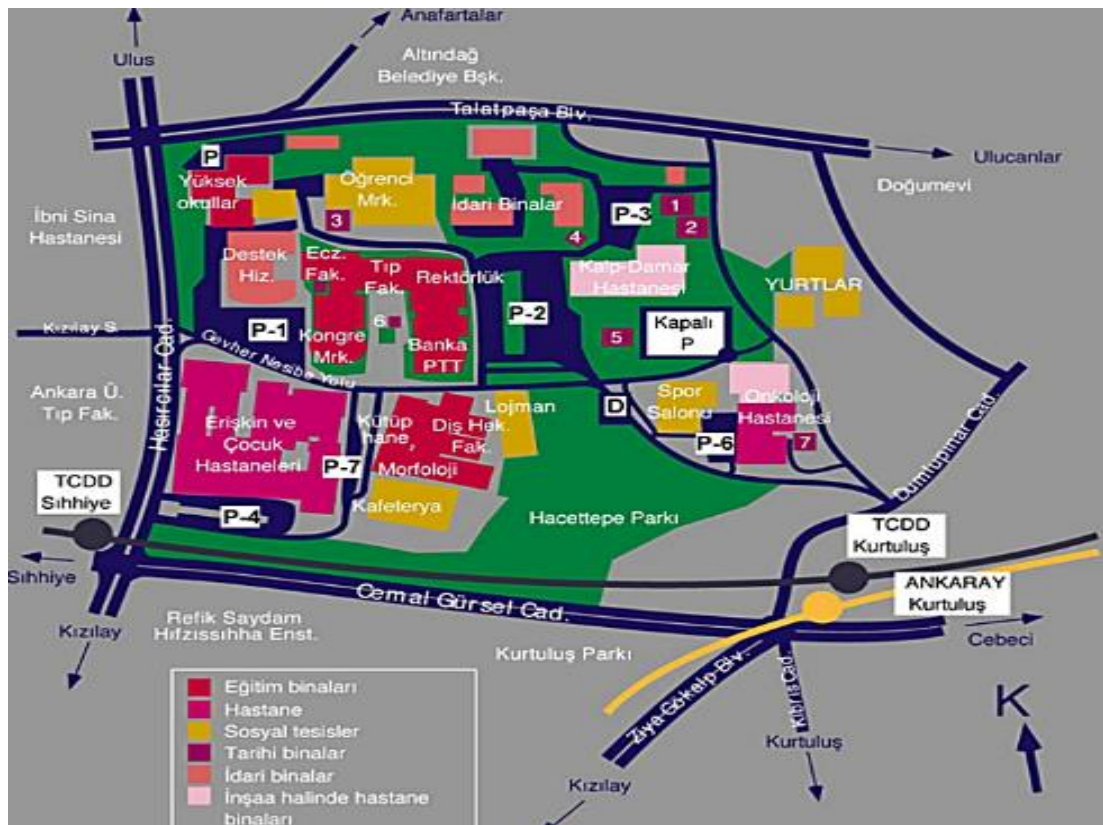 Anafartalar
Ulus
Altındağ
Belediye Bşk.
Talatpaşa Blv.
Ulucanlar
Doğumevi
P
Yüksek
okullar
Öğrenci
Mrk.
İdari Binalar
P-3
1
2
3
4
İbni Sina
Hastanesi
Destek
Hiz.
Ecz.
Fak.
Tıp
Fak.
Rektörlük
Kalp-Damar
Hastanesi
YURTLAR
P-1
P-2
Kapalı
P
5
6
Kongre
Mrk.
Banka
PTT
Kızılay S.
Gevher Nesibe Yolu
Hasırcılar Cad.
Ankara Ü.
Tıp Fak.
Erişkin ve
Çocuk
Hastaneleri
Kütüp
hane
Diş Hek.
Fak.
Morfoloji
Lojman
D
Spor
Salonu
Onkoloji
Hastanesi
P-6
7
P-7
Kafeterya
P-4
Hacettepe Parkı
Dumlupınar Cad.
TCDD
Sıhhiye
TCDD
Kurtuluş
ANKARAY
Kurtuluş
Sıhhiye
Cemal Gürsel Cad.
Cebeci
Kızılay
Refik Saydam
Hıfzıssıhha Enst.
Kurtuluş Parkı
Ziya Gökalp Blv.
Kıbrıs Cad.
Kurtuluş
Kızılay
K
Eğitim binaları
Hastane
Sosyal tesisler
Tarihi binalar
İdari binalar
İnşaa halinde hastane
binaları